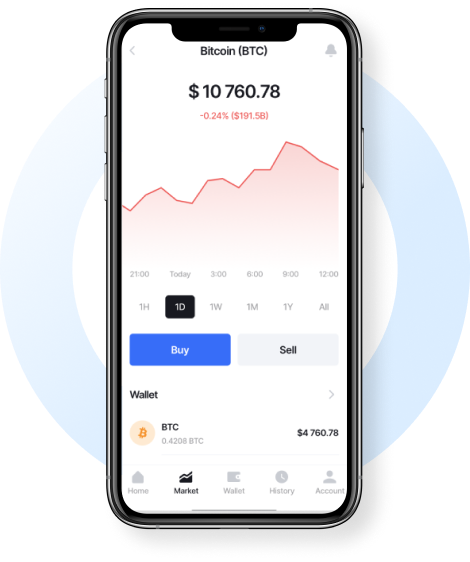 Bitcoin (BTC)
$ 10 760.78
-0.24% ($191.5B)
21:00 Today 3:00 6:00 9:00 12:00
1H 1D 1W 1M 1Y All
Buy Sell
Wallet
BTC $4 760.78
0.4208 BTC
Home Market Wallet History Account